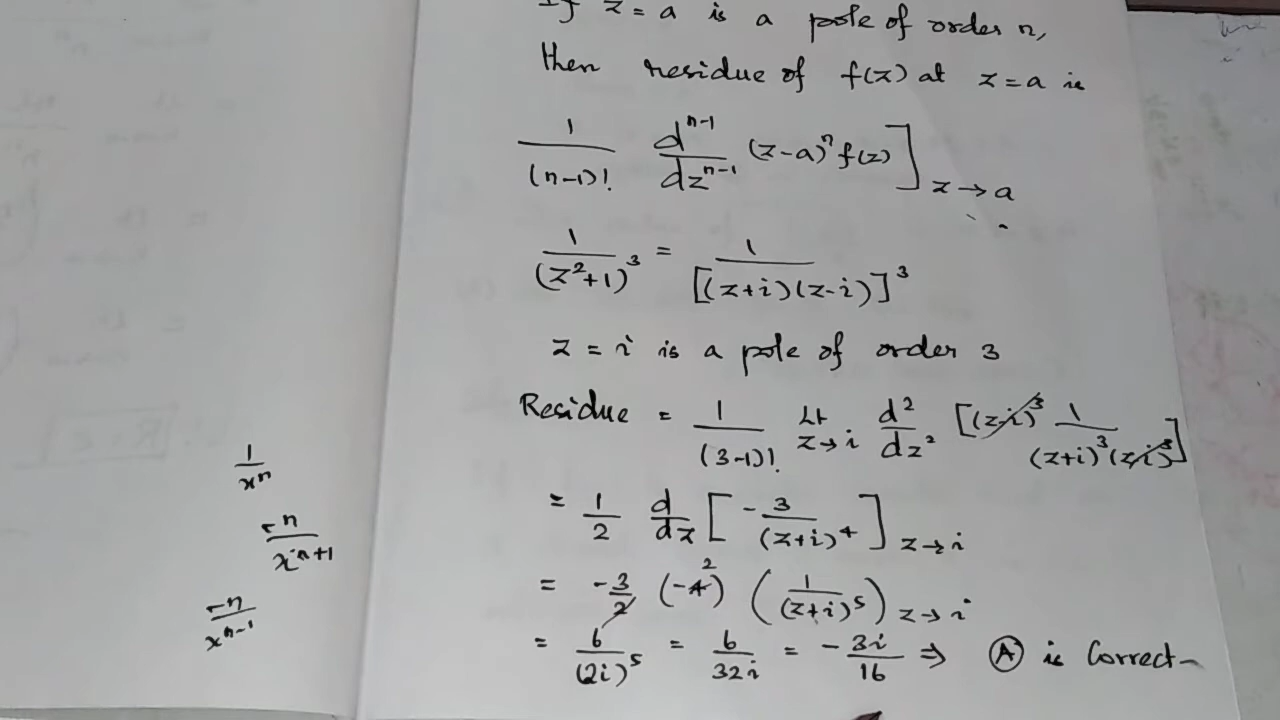 If z = a is a pole of order n,
then residue of f(z) at z = a is
1/(n-1)! d^(n-1)/dz^(n-1) (z-a)^n f(z)]_(z→a)
1/(z²+1)³ = 1/[(z+i)(z-i)]³
z = i is a pole of order 3
Residue = 1/(3-1)! Lt_(z→i) d²/dz² [(z-i)³ 1/((z+i)³(z-i)³)]
= 1/2 d/dz [-3/(z+i)⁴]_(z→i)
= -3/2 (-4²) (1/(z+i)⁵)_(z→i)
= 6/(2i)⁵ = 6/32i = -3i/16 ⇒ Ⓐ is Correct
1/xⁿ
-n/x^(n+1)
-n/x^(n-1)